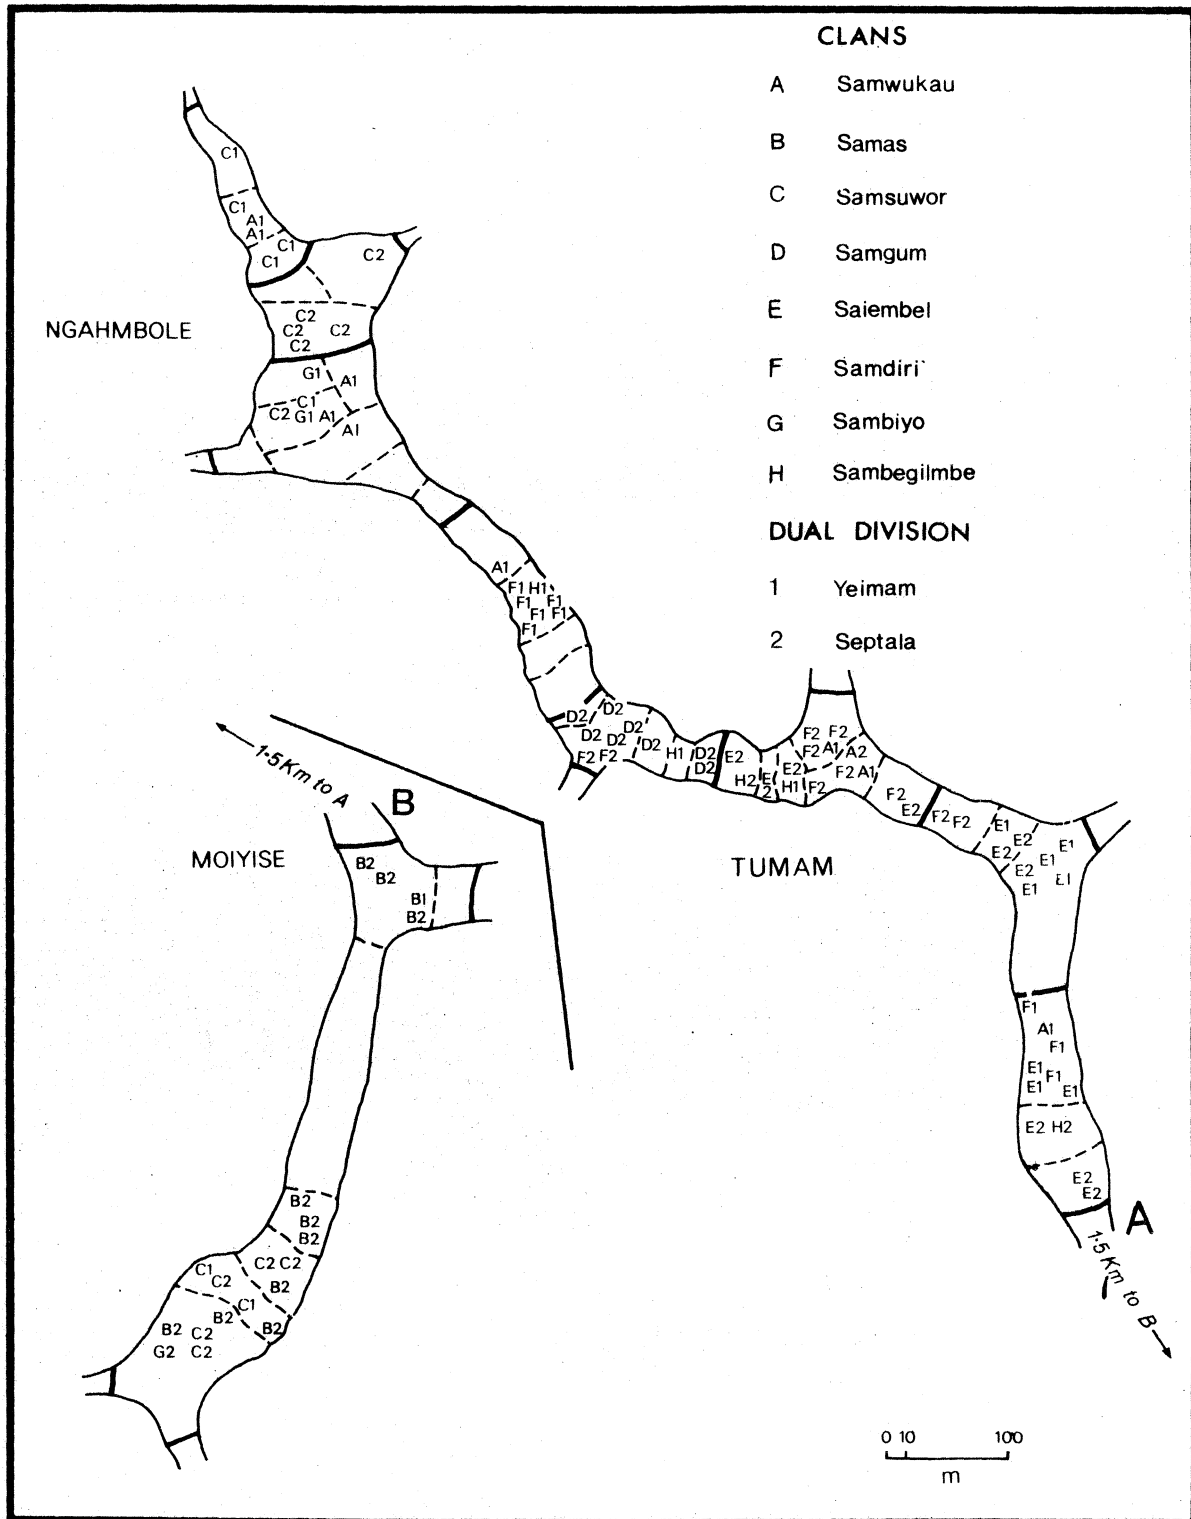 CLANS
A Samwukau
B Samas
C Samsuwor
D Samgum
E Saiembel
F Samdiri
G Sambiyo
H Sambegilmbe
DUAL DIVISION
1 Yeimam
2 Septala
C1
C1
A1
A1
C1
C1
C2
NGAHMBOLE
C2
C2 C2
C2
G1 A1
C1
C2 G1 A1
A1
A1
F1 H1
F1 F1
F1 F1
F1
D2 D2
D2 D2
D2 D2
F2 F2
H1 D2
D2
E2
H2 E
2
E2
H1 F2
F2 F2
F2 A1 A2
F2 A1
F2
E2
F2 F2
E1 E2
E2 E2
E1 E1
E1 E1
TUMAM
F1
A1
F1
E1 F1
E1 E1
E2 H2
E2
E2
A
1·5 Km to B
1·5 Km to A
B
MOIYISE
B2
B2
B1
B2
B2
B2
B2
C2 C2
B2
C1
C2
C1
B2 B2
B2 C2
G2 C2
0 10 100
m